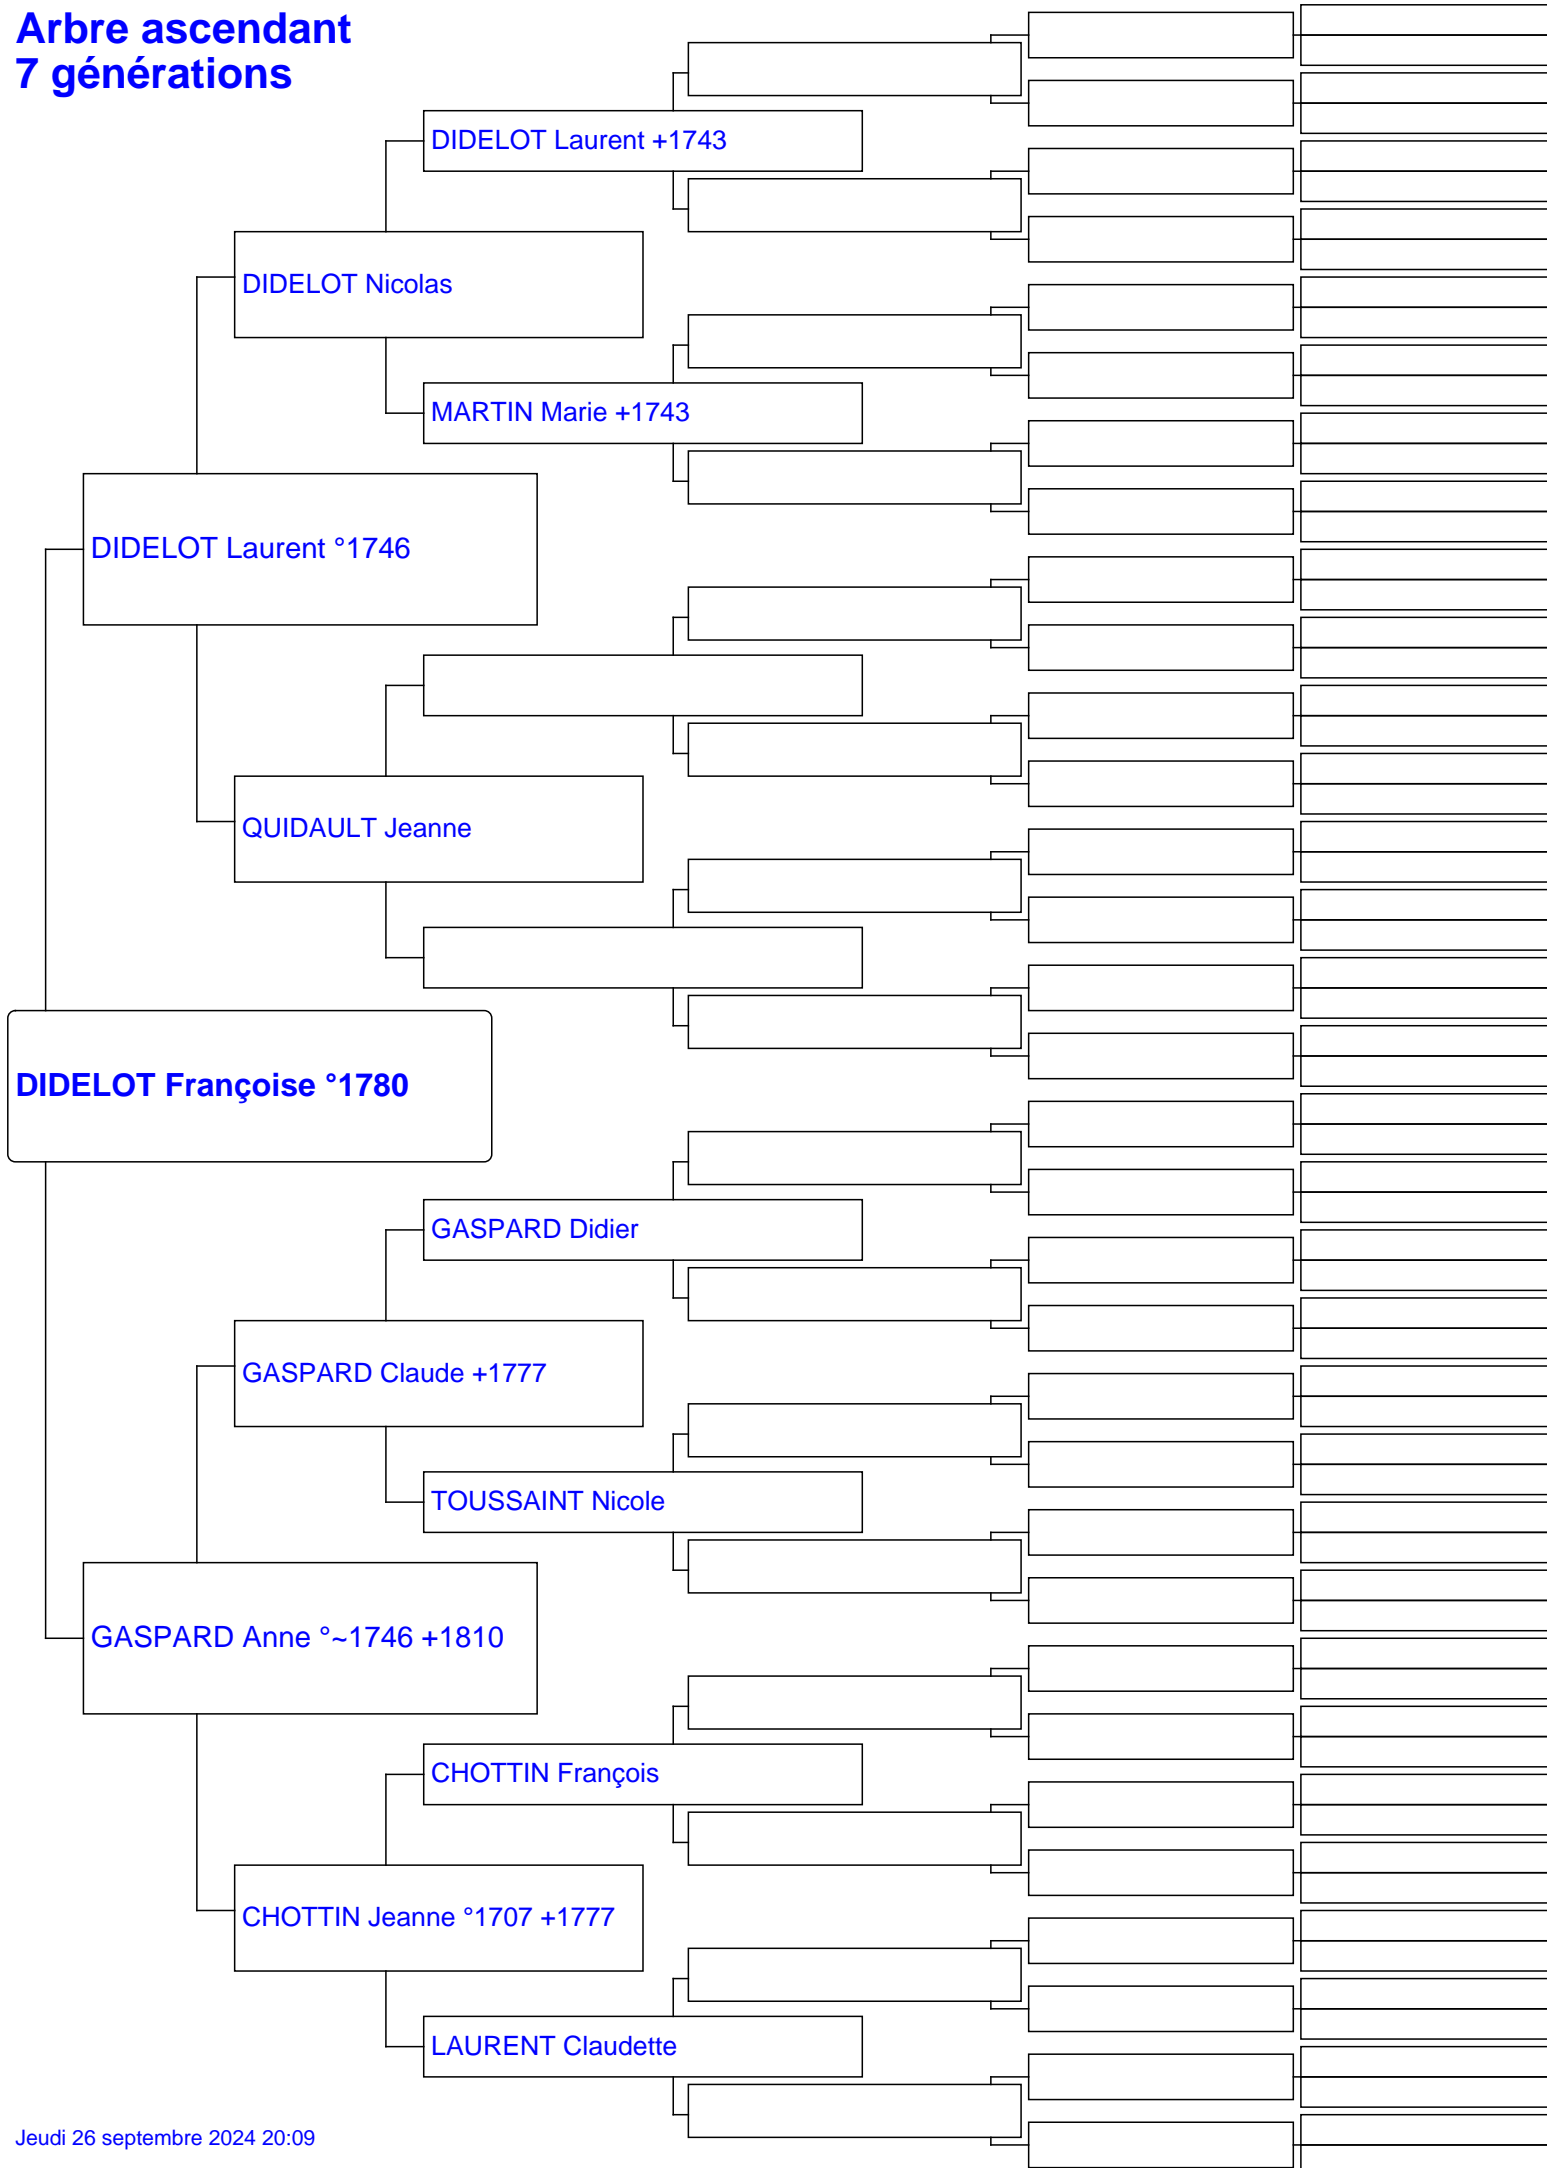 Arbre ascendant
7 générations
DIDELOT Laurent +1743
DIDELOT Nicolas
MARTIN Marie +1743
DIDELOT Laurent °1746
QUIDAULT Jeanne
DIDELOT Françoise °1780
GASPARD Didier
GASPARD Claude +1777
TOUSSAINT Nicole
GASPARD Anne °~1746 +1810
CHOTTIN François
CHOTTIN Jeanne °1707 +1777
LAURENT Claudette
Jeudi 26 septembre 2024 20:09